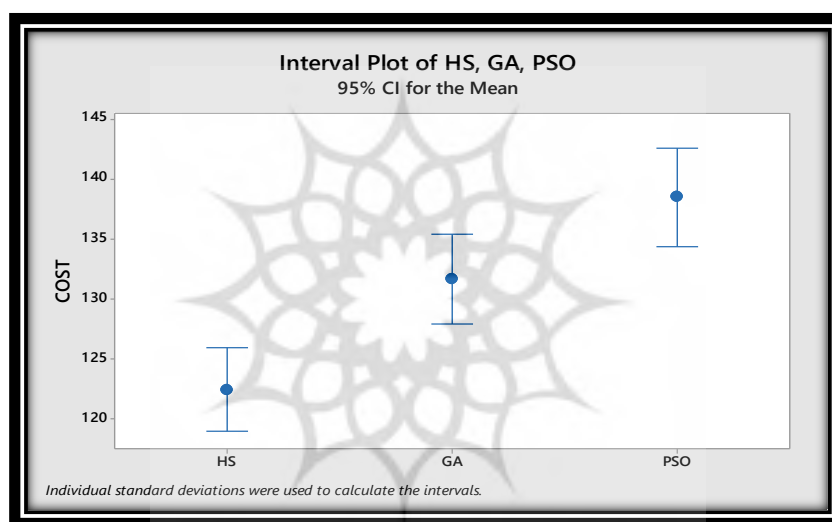 Interval Plot of HS, GA, PSO
95% CI for the Mean
COST
145
140
135
130
125
120
HS GA PSO
Individual standard deviations were used to calculate the intervals.